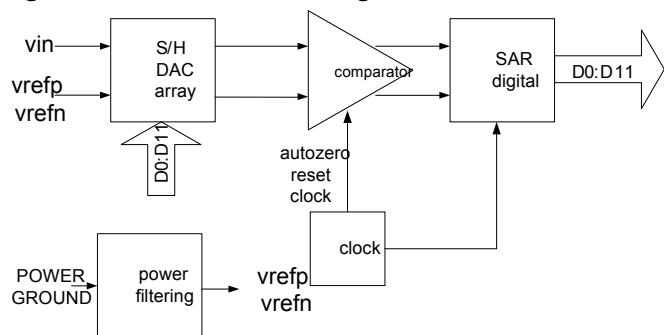 vin
vrefp
vrefn
S/H
DAC
array
D0:D11
comparator
SAR
digital
D0:D11
autozero
reset
clock
clock
POWER
GROUND
power
filtering
vrefp
vrefn